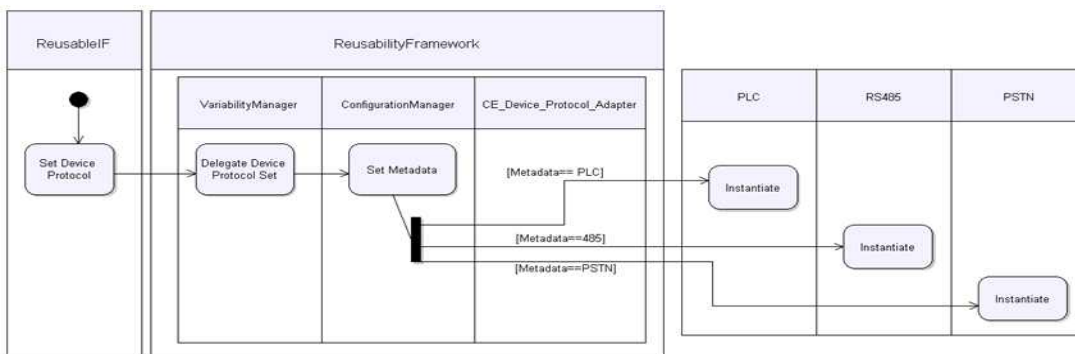 ReusableIF
ReusabilityFramework
VariabilityManager
ConfigurationManager
CE_Device_Protocol_Adapter
PLC
RS485
PSTN
Set Device
Protocol
Delegate Device
Protocol Set
Set Metadata
[Metadata== PLC]
Instantiate
[Metadata==485]
Instantiate
[Metadata==PSTN]
Instantiate